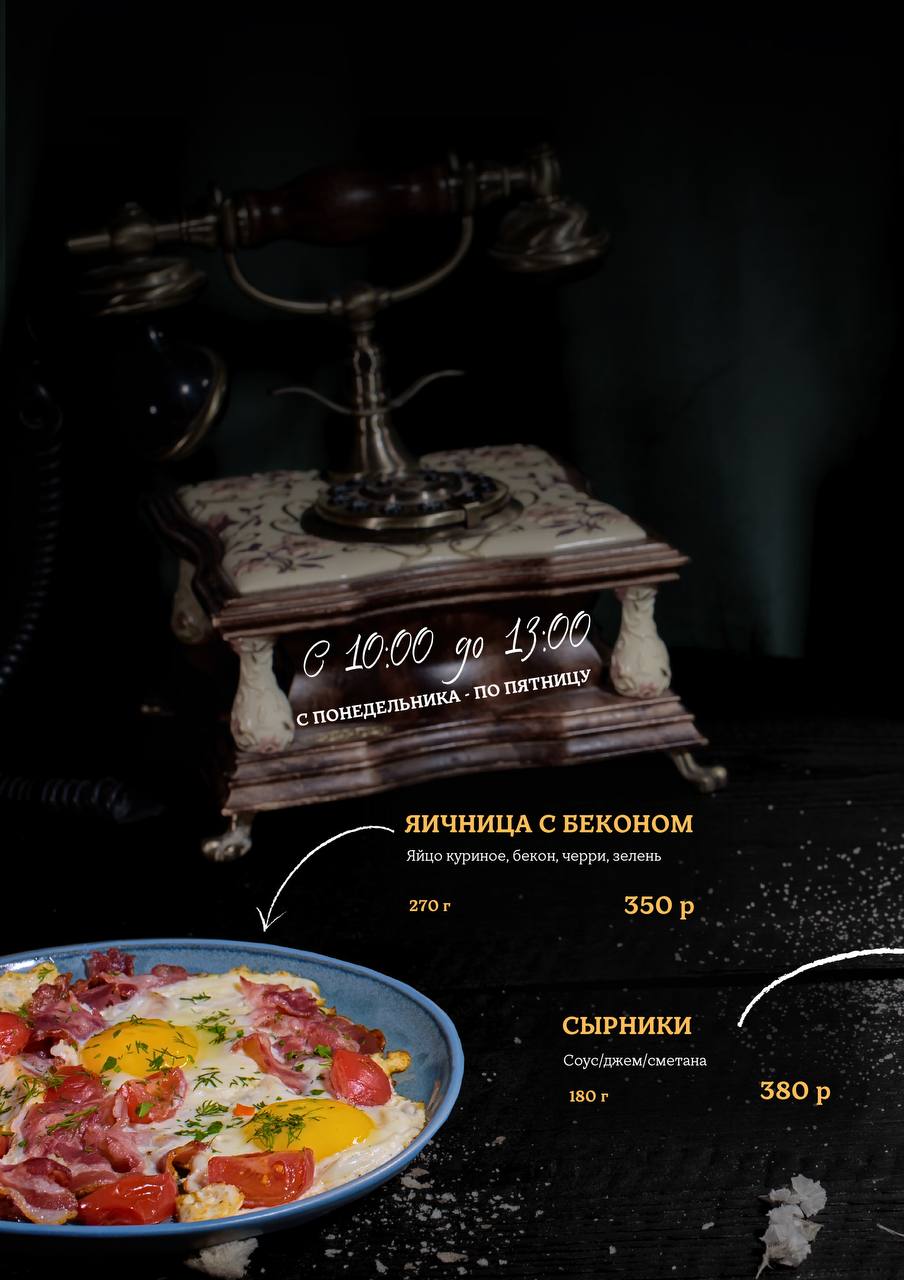 С 10:00 до 13:00
С ПОНЕДЕЛЬНИКА - ПО ПЯТНИЦУ
ЯИЧНИЦА С БЕКОНОМ
Яйцо куриное, бекон, черри, зелень
270 г 350 р
СЫРНИКИ
Соус/джем/сметана
180 г 380 р